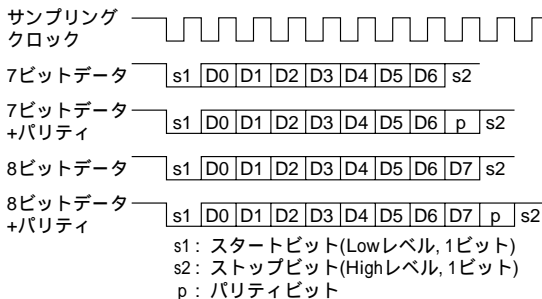 サンプリング
クロック
7ビットデータ s1 D0 D1 D2 D3 D4 D5 D6 s2
7ビットデータ
+パリティ s1 D0 D1 D2 D3 D4 D5 D6 p s2
8ビットデータ s1 D0 D1 D2 D3 D4 D5 D6 D7 s2
8ビットデータ
+パリティ s1 D0 D1 D2 D3 D4 D5 D6 D7 p s2
s1 : スタートビット(Lowレベル, 1ビット)
s2 : ストップビット(Highレベル, 1ビット)
p : パリティビット